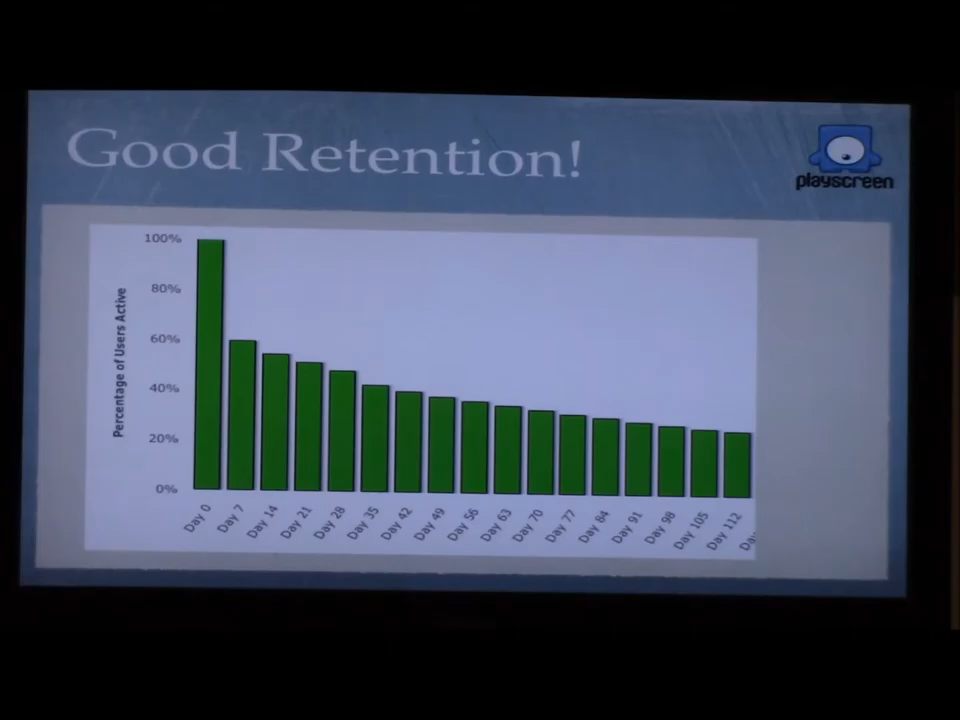 Good Retention!
playscreen
Percentage of Users Active
100%
80%
60%
40%
20%
0%
Day 0
Day 7
Day 14
Day 21
Day 28
Day 35
Day 42
Day 49
Day 56
Day 63
Day 70
Day 77
Day 84
Day 91
Day 98
Day 105
Day 112